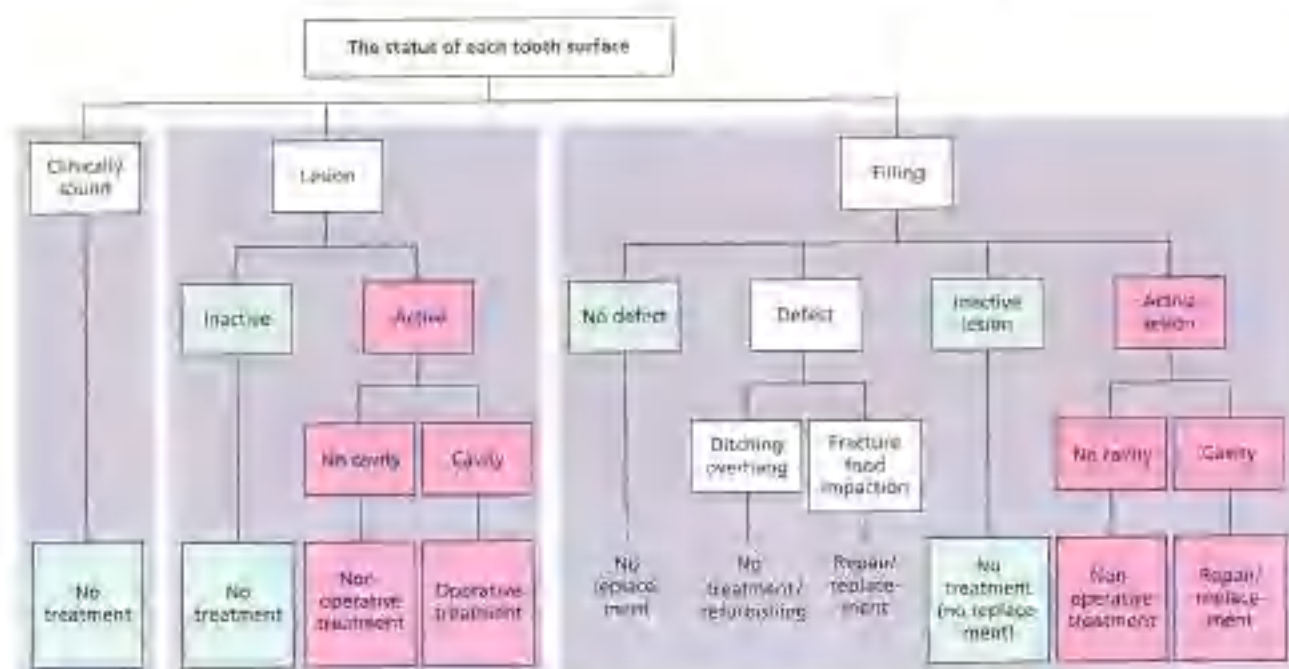 The status of each tooth surface
Clinically
sound
Lesion
Filling
Inactive
Active
No defect
Defect
Inactive
lesion
Active
lesion
No cavity
Cavity
Ditching
overhang
Fracture
food
impaction
No cavity
Cavity
No
treatment
No
treatment
Non-
operative
treatment
Operative
treatment
No
replace
ment
No
treatment/
refurbishing
Repair/
replace-
ment
No
treatment
(no replace-
ment)
Non
operative
treatment
Repair/
replace-
ment